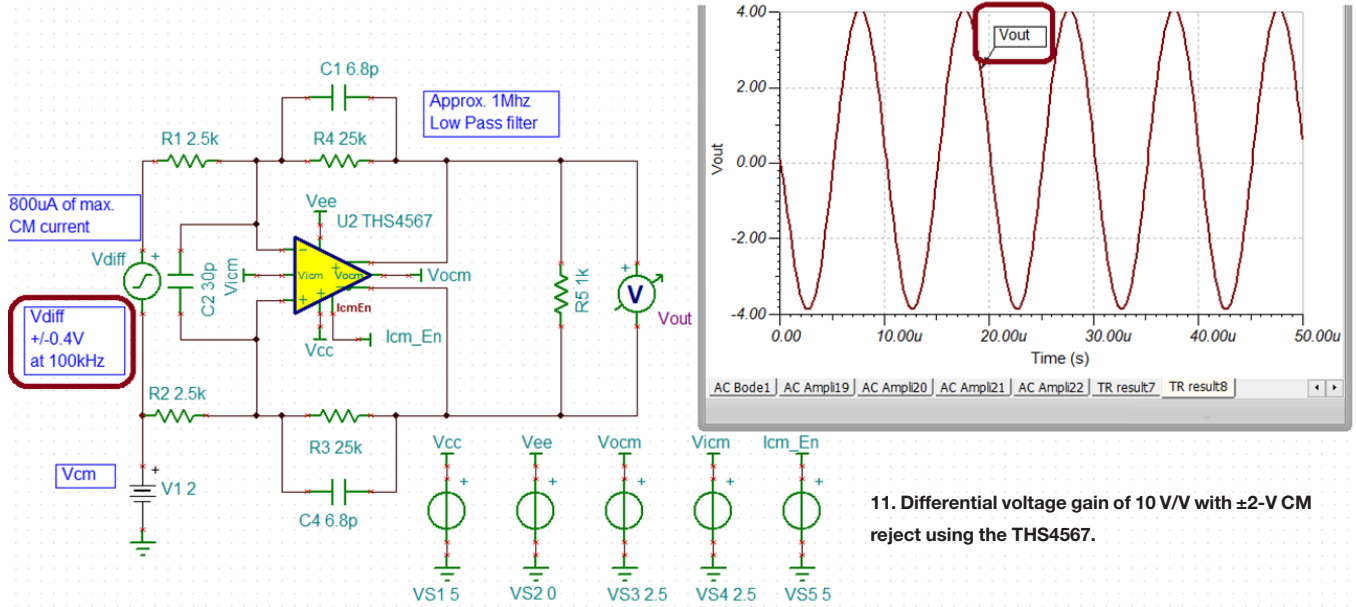 C1 6.8p
Approx. 1Mhz
Low Pass filter
R1 2.5k
R4 25k
800uA of max.
CM current
Vee
U2 THS4567
Vdiff
+
C2 30p
Vicm
−
Vicm
+
Vocm
−
+
Vocm
IcmEn
Icm_En
Vcc
R5 1k
+
V
Vout
Vdiff
+/-0.4V
at 100kHz
R2 2.5k
R3 25k
C4 6.8p
Vcm
+
V1 2
Vcc
+
VS1 5
Vee
+
VS2 0
Vocm
+
VS3 2.5
Vicm
+
VS4 2.5
Icm_En
+
VS5 5
4.00
2.00
0.00
-2.00
-4.00
Vout
Vout
0.00
10.00u
20.00u
30.00u
40.00u
50.00u
Time (s)
AC Bode1
AC Ampli19
AC Ampli20
AC Ampli21
AC Ampli22
TR result7
TR result8
11. Differential voltage gain of 10 V/V with ±2-V CM
reject using the THS4567.